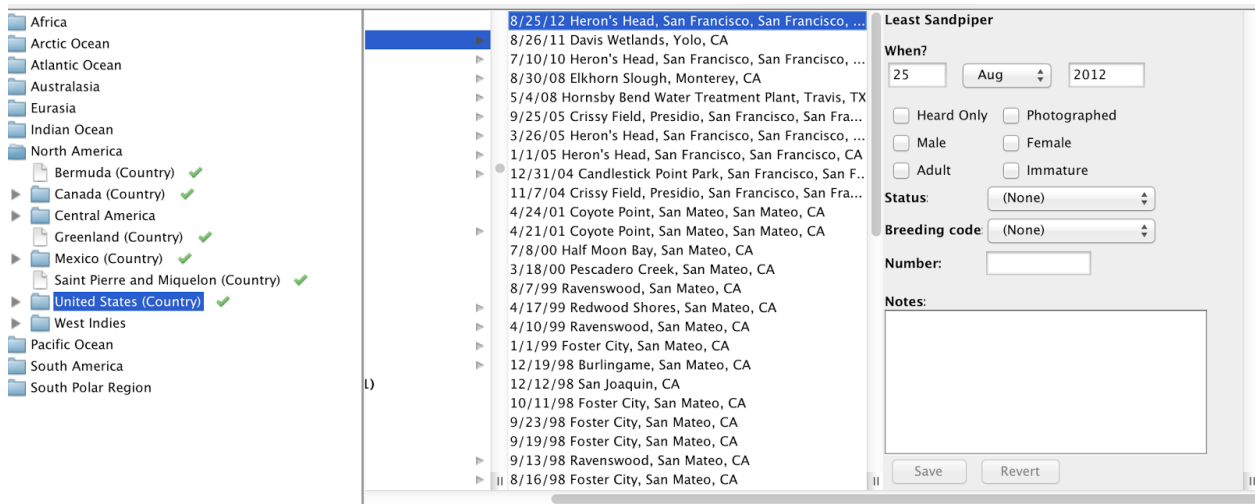 Africa
Arctic Ocean
Atlantic Ocean
Australasia
Eurasia
Indian Ocean
North America
Bermuda (Country)
Canada (Country)
Central America
Greenland (Country)
Mexico (Country)
Saint Pierre and Miquelon (Country)
United States (Country)
West Indies
Pacific Ocean
South America
South Polar Region
8/25/12 Heron's Head, San Francisco, San Francisco, ...
8/26/11 Davis Wetlands, Yolo, CA
7/10/10 Heron's Head, San Francisco, San Francisco, ...
8/30/08 Elkhorn Slough, Monterey, CA
5/4/08 Hornsby Bend Water Treatment Plant, Travis, TX
9/25/05 Crissy Field, Presidio, San Francisco, San Fra...
3/26/05 Heron's Head, San Francisco, San Francisco, ...
1/1/05 Heron's Head, San Francisco, San Francisco, CA
12/31/04 Candlestick Point Park, San Francisco, San F...
11/7/04 Crissy Field, Presidio, San Francisco, San Fra...
4/24/01 Coyote Point, San Mateo, San Mateo, CA
4/21/01 Coyote Point, San Mateo, San Mateo, CA
7/8/00 Half Moon Bay, San Mateo, CA
3/18/00 Pescadero Creek, San Mateo, CA
8/7/99 Ravenswood, San Mateo, CA
4/17/99 Redwood Shores, San Mateo, CA
4/10/99 Ravenswood, San Mateo, CA
1/1/99 Foster City, San Mateo, CA
12/19/98 Burlingame, San Mateo, CA
12/12/98 San Joaquin, CA
10/11/98 Foster City, San Mateo, CA
9/23/98 Foster City, San Mateo, CA
9/19/98 Foster City, San Mateo, CA
9/13/98 Ravenswood, San Mateo, CA
8/16/98 Foster City, San Mateo, CA
Least Sandpiper
When?
25 Aug 2012
Heard Only Photographed
Male Female
Adult Immature
Status: (None)
Breeding code: (None)
Number:
Notes:
Save Revert